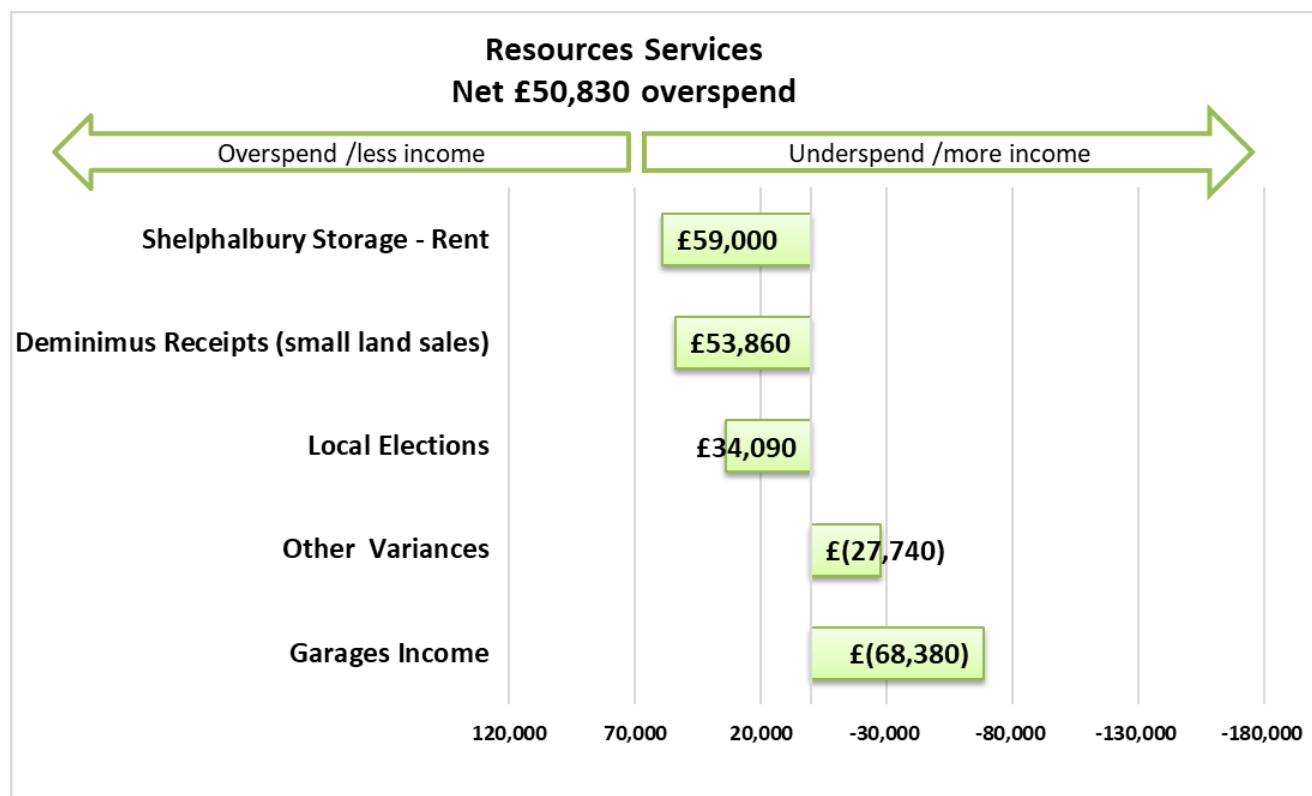 Resources Services
Net £50,830 overspend
Overspend /less income
Underspend /more income
Shelphalbury Storage - Rent
£59,000
Deminimus Receipts (small land sales)
£53,860
Local Elections
£34,090
Other  Variances
£(27,740)
Garages Income
£(68,380)
120,000
70,000
20,000
-30,000
-80,000
-130,000
-180,000